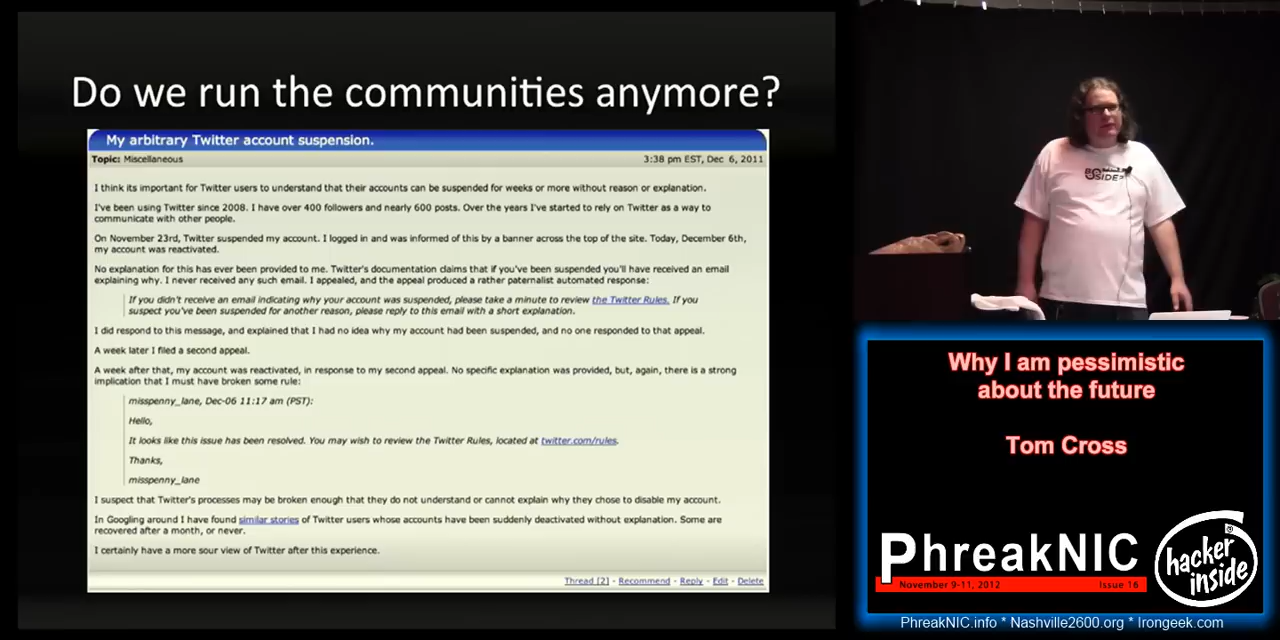 Do we run the communities anymore?
My arbitrary Twitter account suspension.
Topic: Miscellaneous
3:38 pm EST, Dec 6, 2011
I think its important for Twitter users to understand that their accounts can be suspended for weeks or more without reason or explanation.
I've been using Twitter since 2008. I have over 400 followers and nearly 600 posts. Over the years I've started to rely on Twitter as a way to
communicate with other people.
On November 23rd, Twitter suspended my account. I logged in and was informed of this by a banner across the top of the site. Today, December 6th,
my account was reactivated.
No explanation for this has ever been provided to me. Twitter's documentation claims that if you've been suspended you'll have received an email
explaining why. I never received any such email. I appealed, and the appeal produced a rather paternalist automated response:
If you didn't receive an email indicating why your account was suspended, please take a minute to review the Twitter Rules. If you
suspect you've been suspended for another reason, please reply to this email with a short explanation.
I did respond to this message, and explained that I had no idea why my account had been suspended, and no one responded to that appeal.
A week later I filed a second appeal.
A week after that, my account was reactivated, in response to my second appeal. No specific explanation was provided, but, again, there is a strong
implication that I must have broken some rule:
misspenny_lane, Dec-06 11:17 am (PST):
Hello,
It looks like this issue has been resolved. You may wish to review the Twitter Rules, located at twitter.com/rules.
Thanks,
misspenny_lane
I suspect that Twitter's processes may be broken enough that they do not understand or cannot explain why they chose to disable my account.
In Googling around I have found similar stories of Twitter users whose accounts have been suddenly deactivated without explanation. Some are
recovered after a month, or never.
I certainly have a more sour view of Twitter after this experience.
Thread [2] - Recommend - Reply - Edit - Delete
Why I am pessimistic
about the future
Tom Cross
PhreakNIC
November 9-11, 2012
Issue 16
hacker
inside
PhreakNIC.info * Nashville2600.org * Irongeek.com